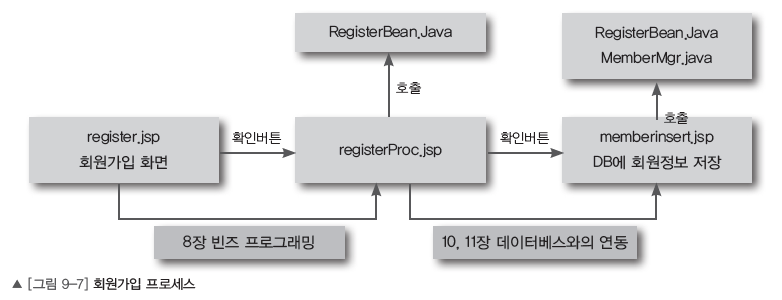 RegisterBean.Java
RegisterBean.Java
MemberMgr.java
호출
호출
register.jsp
회원가입 화면
확인버튼
registerProc.jsp
확인버튼
memberinsert.jsp
DB에 회원정보 저장
8장 빈즈 프로그래밍
10, 11장 데이터베스와의 연동
▲ [그림 9-7] 회원가입 프로세스